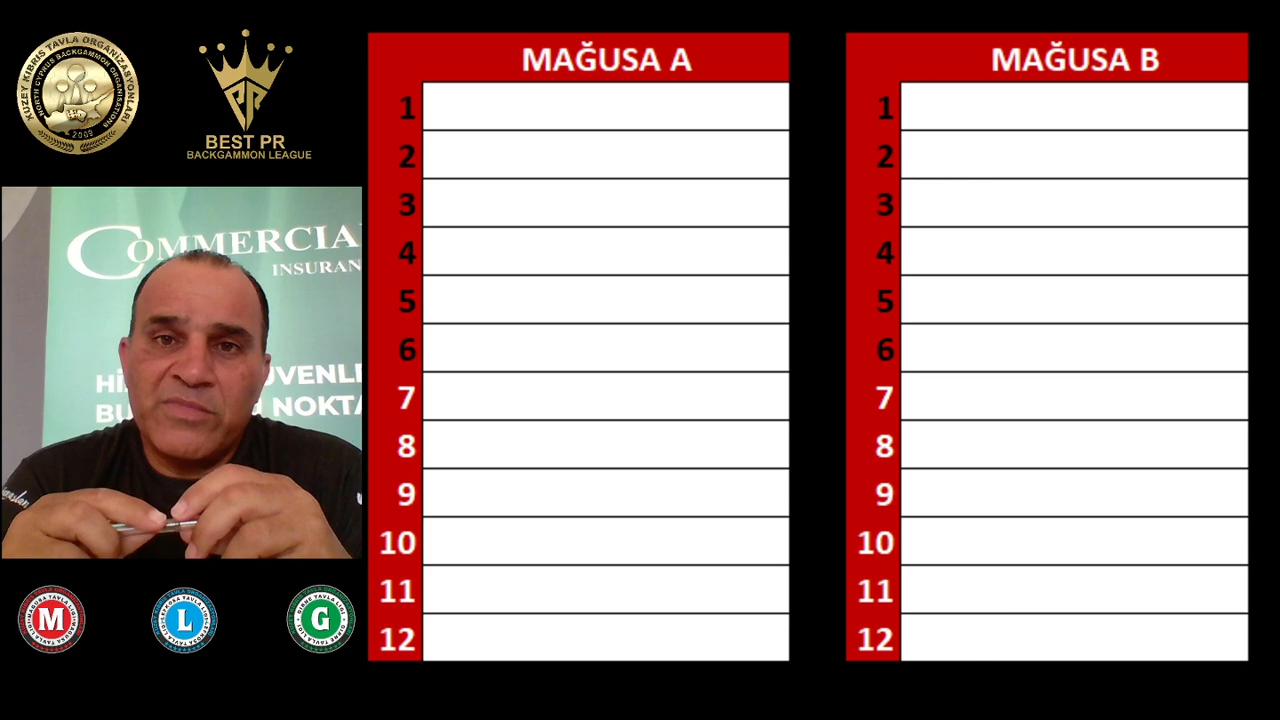 KUZEY KIBRIS TAVLA ORGANİZASYONLARI
NORTH CYPRUS BACKGAMMON ORGANISATIONS
2009
BEST PR
BACKGAMMON LEAGUE
COMMERCIA
INSURAN
Hİ
ÜVENLE
BU
NOKTA
M
L
G
MAĞUSA A
1
2
3
4
5
6
7
8
9
10
11
12
MAĞUSA B
1
2
3
4
5
6
7
8
9
10
11
12